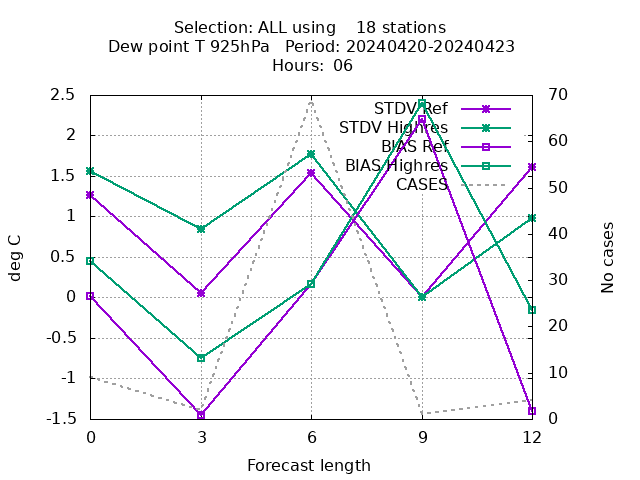 Selection: ALL using    18 stations
Dew point T 925hPa   Period: 20240420-20240423
Hours:  06
STDV Ref
STDV Highres
BIAS Ref
BIAS Highres
CASES
2.5
2
1.5
1
0.5
0
-0.5
-1
-1.5
deg C
70
60
50
40
30
20
10
0
No cases
0 3 6 9 12
Forecast length